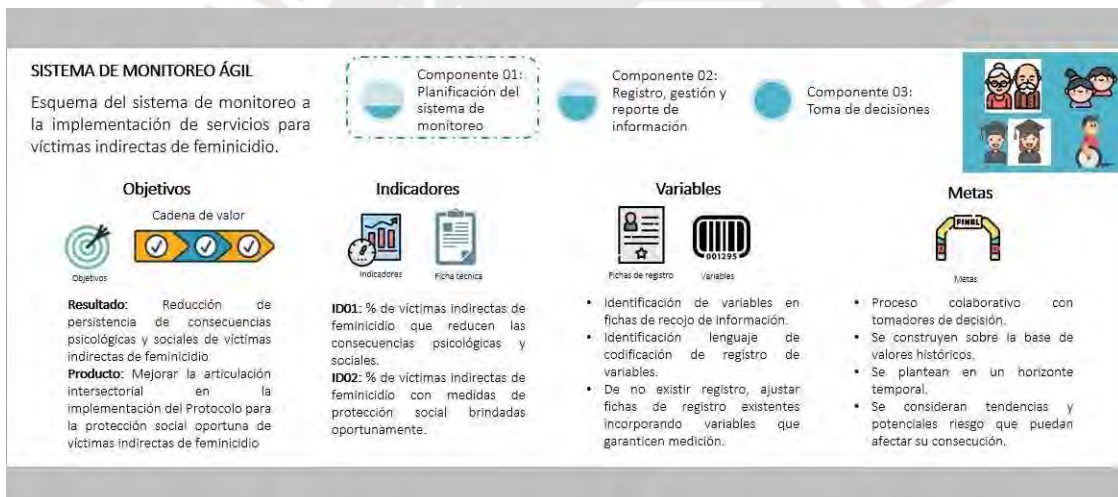 SISTEMA DE MONITOREO ÁGIL
Esquema del sistema de monitoreo a
la implementación de servicios para
víctimas indirectas de feminicidio.
Componente 01:
Planificación del
sistema de
monitoreo
Componente 02:
Registro, gestión y
reporte de
información
Componente 03:
Toma de decisiones
Objetivos
Cadena de valor
Objetivos
Resultado: Reducción de
persistencia de consecuencias
psicológicas y sociales de víctimas
indirectas de feminicidio
Producto: Mejorar la articulación
intersectorial en la
implementación del Protocolo para
la protección social oportuna de
víctimas indirectas de feminicidio
Indicadores
Indicadores
Ficha técnica
ID01: % de víctimas indirectas de
feminicidio que reducen las
consecuencias psicológicas y
sociales.
ID02: % de víctimas indirectas de
feminicidio con medidas de
protección social brindadas
oportunamente.
Variables
001295
Fichas de registro
Variables
• Identificación de variables en
fichas de recojo de información.
• Identificación lenguaje de
codificación de registro de
variables.
• De no existir registro, ajustar
fichas de registro existentes
incorporando variables que
garanticen medición.
Metas
FINAL
Metas
• Proceso colaborativo con
tomadores de decisión.
• Se construyen sobre la base de
valores históricos.
• Se plantean en un horizonte
temporal.
• Se consideran tendencias y
potenciales riesgo que puedan
afectar su consecución.